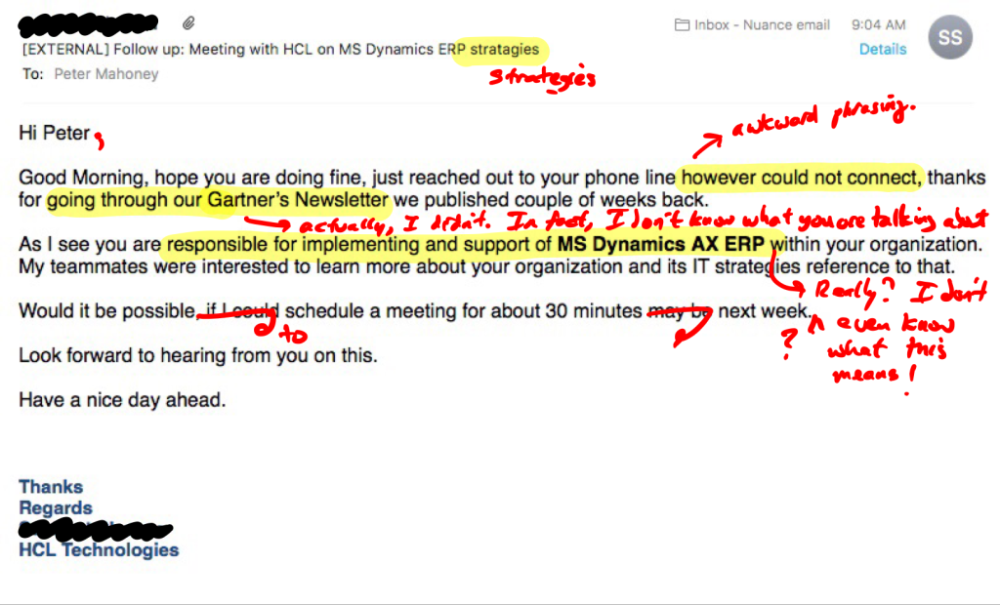 Inbox - Nuance email 9:04 AM
SS
[EXTERNAL] Follow up: Meeting with HCL on MS Dynamics ERP stratagies
Details
To: Peter Mahoney
strategies
awkward phrasing.
Hi Peter,
Good Morning, hope you are doing fine, just reached out to your phone line however could not connect, thanks
for going through our Gartner's Newsletter we published couple of weeks back.
actually, I didn't. In fact, I don't know what you are talking about
As I see you are responsible for implementing and support of MS Dynamics AX ERP within your organization.
My teammates were interested to learn more about your organization and its IT strategies reference to that.
Really? I don't
even know
what this
means!
Would it be possible, if I could schedule a meeting for about 30 minutes may be next week.
to
?
Look forward to hearing from you on this.
Have a nice day ahead.
Thanks
Regards
HCL Technologies